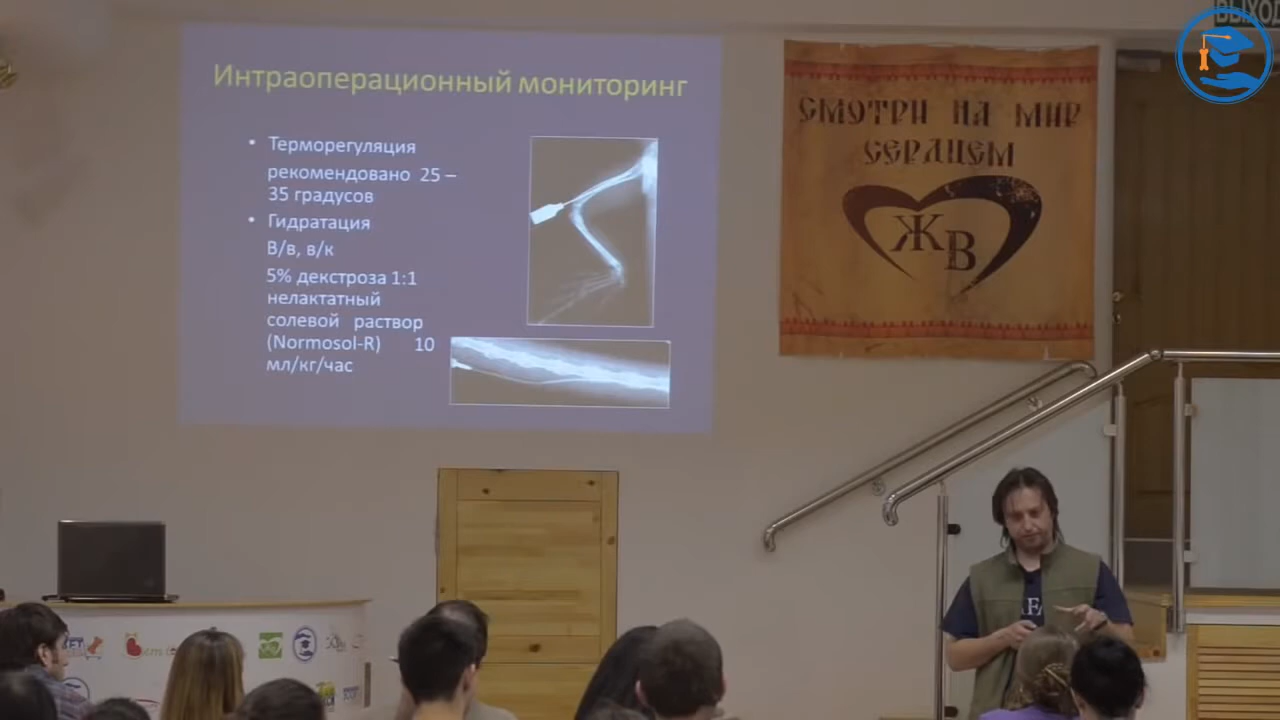 Интраоперационный мониторинг
• Терморегуляция
рекомендовано 25 –
35 градусов
• Гидратация
В/в, в/к
5% декстроза 1:1
нелактатный
солевой раствор
(Normosol-R) 10
мл/кг/час
СМОТРИ НА МИР
СЕРДЦЕМ
ЖВ
ВЫХОД